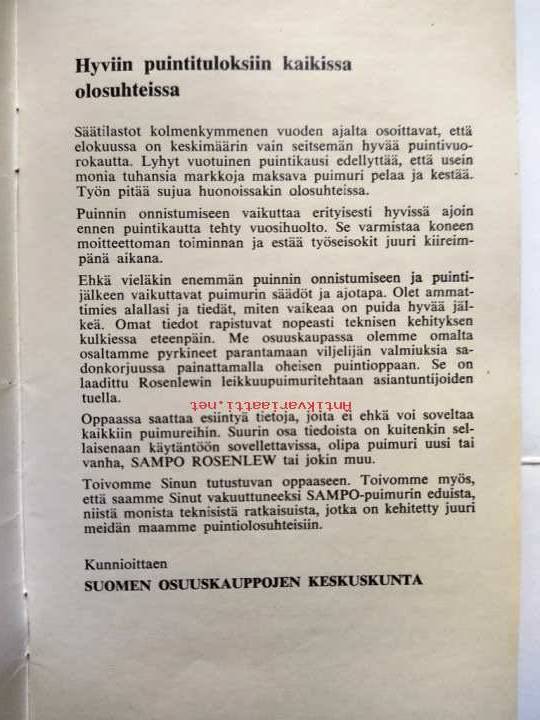 Hyviin puintituloksiin kaikissa
olosuhteissa
Säätilastot kolmenkymmenen vuoden ajalta osoittavat, että
elokuussa on keskimäärin vain seitsemän hyvää puintivuo-
rokautta. Lyhyt vuotuinen puintikausi edellyttää, että usein
monia tuhansia markkoja maksava puimuri pelaa ja kestää.
Työn pitää sujua huonoissakin olosuhteissa.
Puinnin onnistumiseen vaikuttaa erityisesti hyvissä ajoin
ennen puintikautta tehty vuosihuolto. Se varmistaa koneen
moitteettoman toiminnan ja estää työseisokit juuri kiireim-
pänä aikana.
Ehkä vieläkin enemmän puinnin onnistumiseen ja puinti-
jälkeen vaikuttavat puimurin säädöt ja ajotapa. Olet ammat-
timies alallasi ja tiedät, miten vaikeaa on puida hyvää jäl-
keä. Omat tiedot rapistuvat nopeasti teknisen kehityksen
kulkiessa eteenpäin. Me osuuskaupassa olemme omalta
osaltamme pyrkineet parantamaan viljelijän valmiuksia sa-
donkorjuussa painattamalla oheisen puintioppaan. Se on
laadittu Rosenlewin leikkuupuimuritehtaan asiantuntijoiden
tuella.
Antikvariaatti.net
Oppaassa saattaa esiintyä tietoja, joita ei ehkä voi soveltaa
kaikkiin puimureihin. Suurin osa tiedoista on kuitenkin sel-
laisenaan käytäntöön sovellettavissa, olipa puimuri uusi tai
vanha, SAMPO ROSENLEW tai jokin muu.
Toivomme Sinun tutustuvan oppaaseen. Toivomme myös,
että saamme Sinut vakuuttuneeksi SAMPO-puimurin eduista,
niistä monista teknisistä ratkaisuista, jotka on kehitetty juuri
meidän maamme puintiolosuhteisiin.
Kunnioittaen
SUOMEN OSUUSKAUPPOJEN KESKUSKUNTA